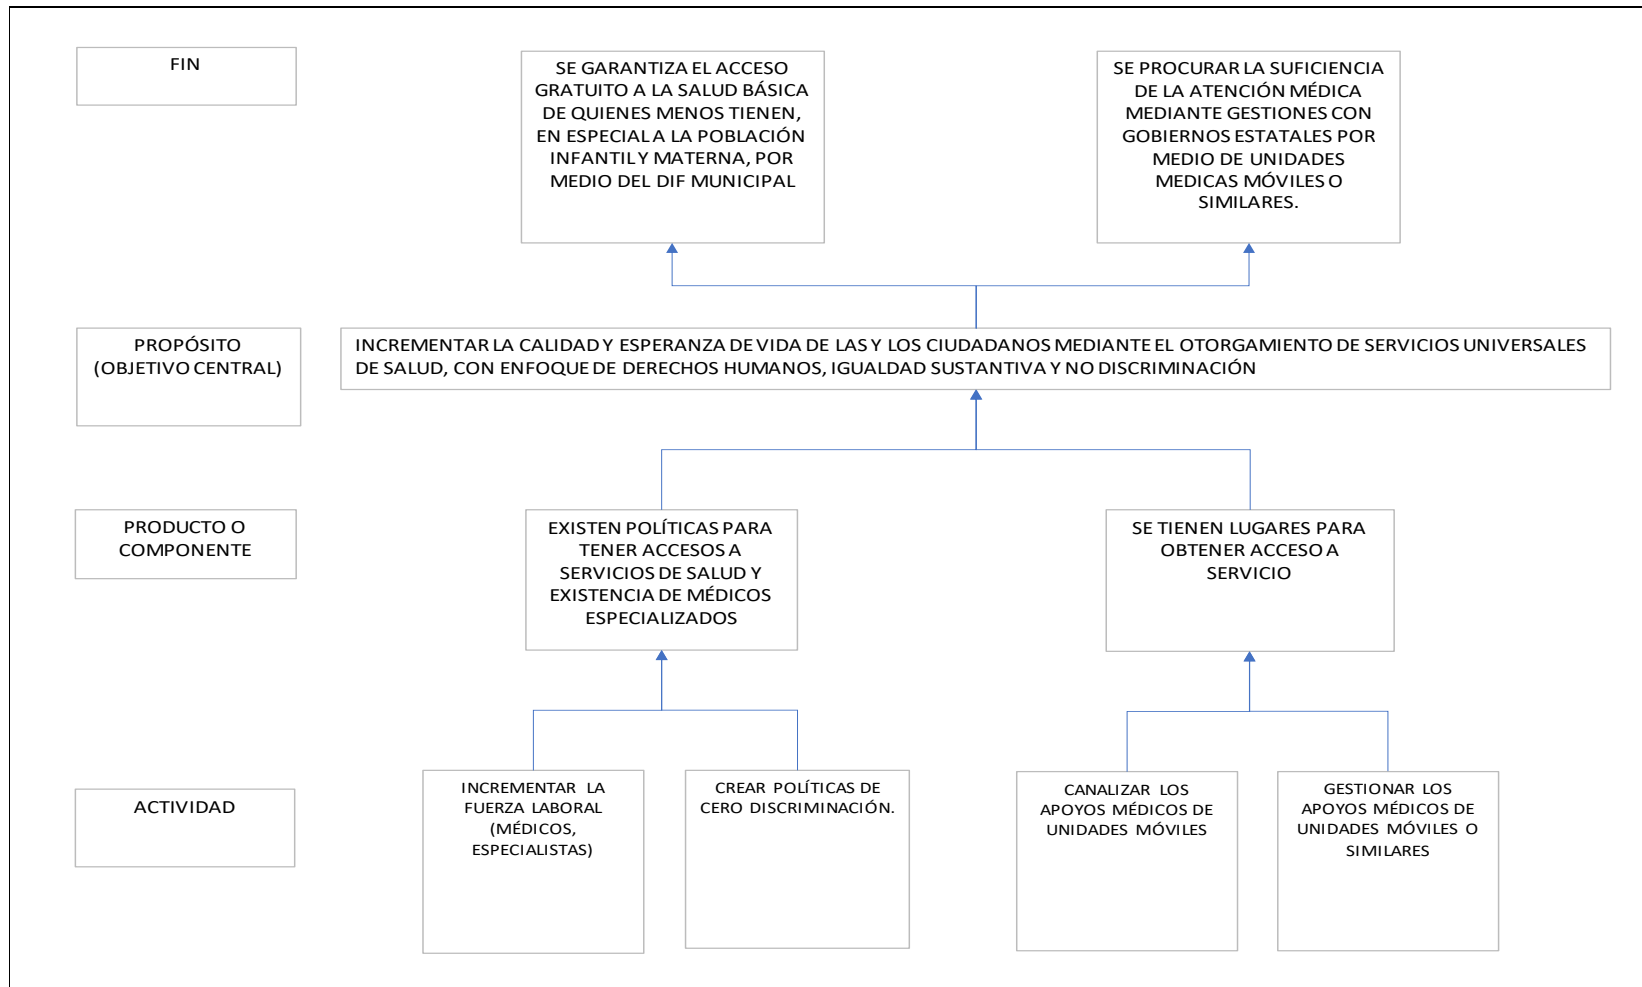 FIN
SE GARANTIZA EL ACCESO
GRATUITO A LA SALUD BÁSICA
DE QUIENES MENOS TIENEN,
EN ESPECIAL A LA POBLACIÓN
INFANTIL Y MATERNA, POR
MEDIO DEL DIF MUNICIPAL
SE PROCURAR LA SUFICIENCIA
DE LA ATENCIÓN MÉDICA
MEDIANTE GESTIONES CON
GOBIERNOS ESTATALES POR
MEDIO DE UNIDADES
MEDICAS MÓVILES O
SIMILARES.
PROPÓSITO
(OBJETIVO CENTRAL)
INCREMENTAR LA CALIDAD Y ESPERANZA DE VIDA DE LAS Y LOS CIUDADANOS MEDIANTE EL OTORGAMIENTO DE SERVICIOS UNIVERSALES
DE SALUD, CON ENFOQUE DE DERECHOS HUMANOS, IGUALDAD SUSTANTIVA Y NO DISCRIMINACIÓN
PRODUCTO O
COMPONENTE
EXISTEN POLÍTICAS PARA
TENER ACCESOS A
SERVICIOS DE SALUD Y
EXISTENCIA DE MÉDICOS
ESPECIALIZADOS
SE TIENEN LUGARES PARA
OBTENER ACCESO A
SERVICIO
ACTIVIDAD
INCREMENTAR LA
FUERZA LABORAL
(MÉDICOS,
ESPECIALISTAS)
CREAR POLÍTICAS DE
CERO DISCRIMINACIÓN.
CANALIZAR LOS
APOYOS MÉDICOS DE
UNIDADES MÓVILES
GESTIONAR LOS
APOYOS MÉDICOS DE
UNIDADES MÓVILES O
SIMILARES